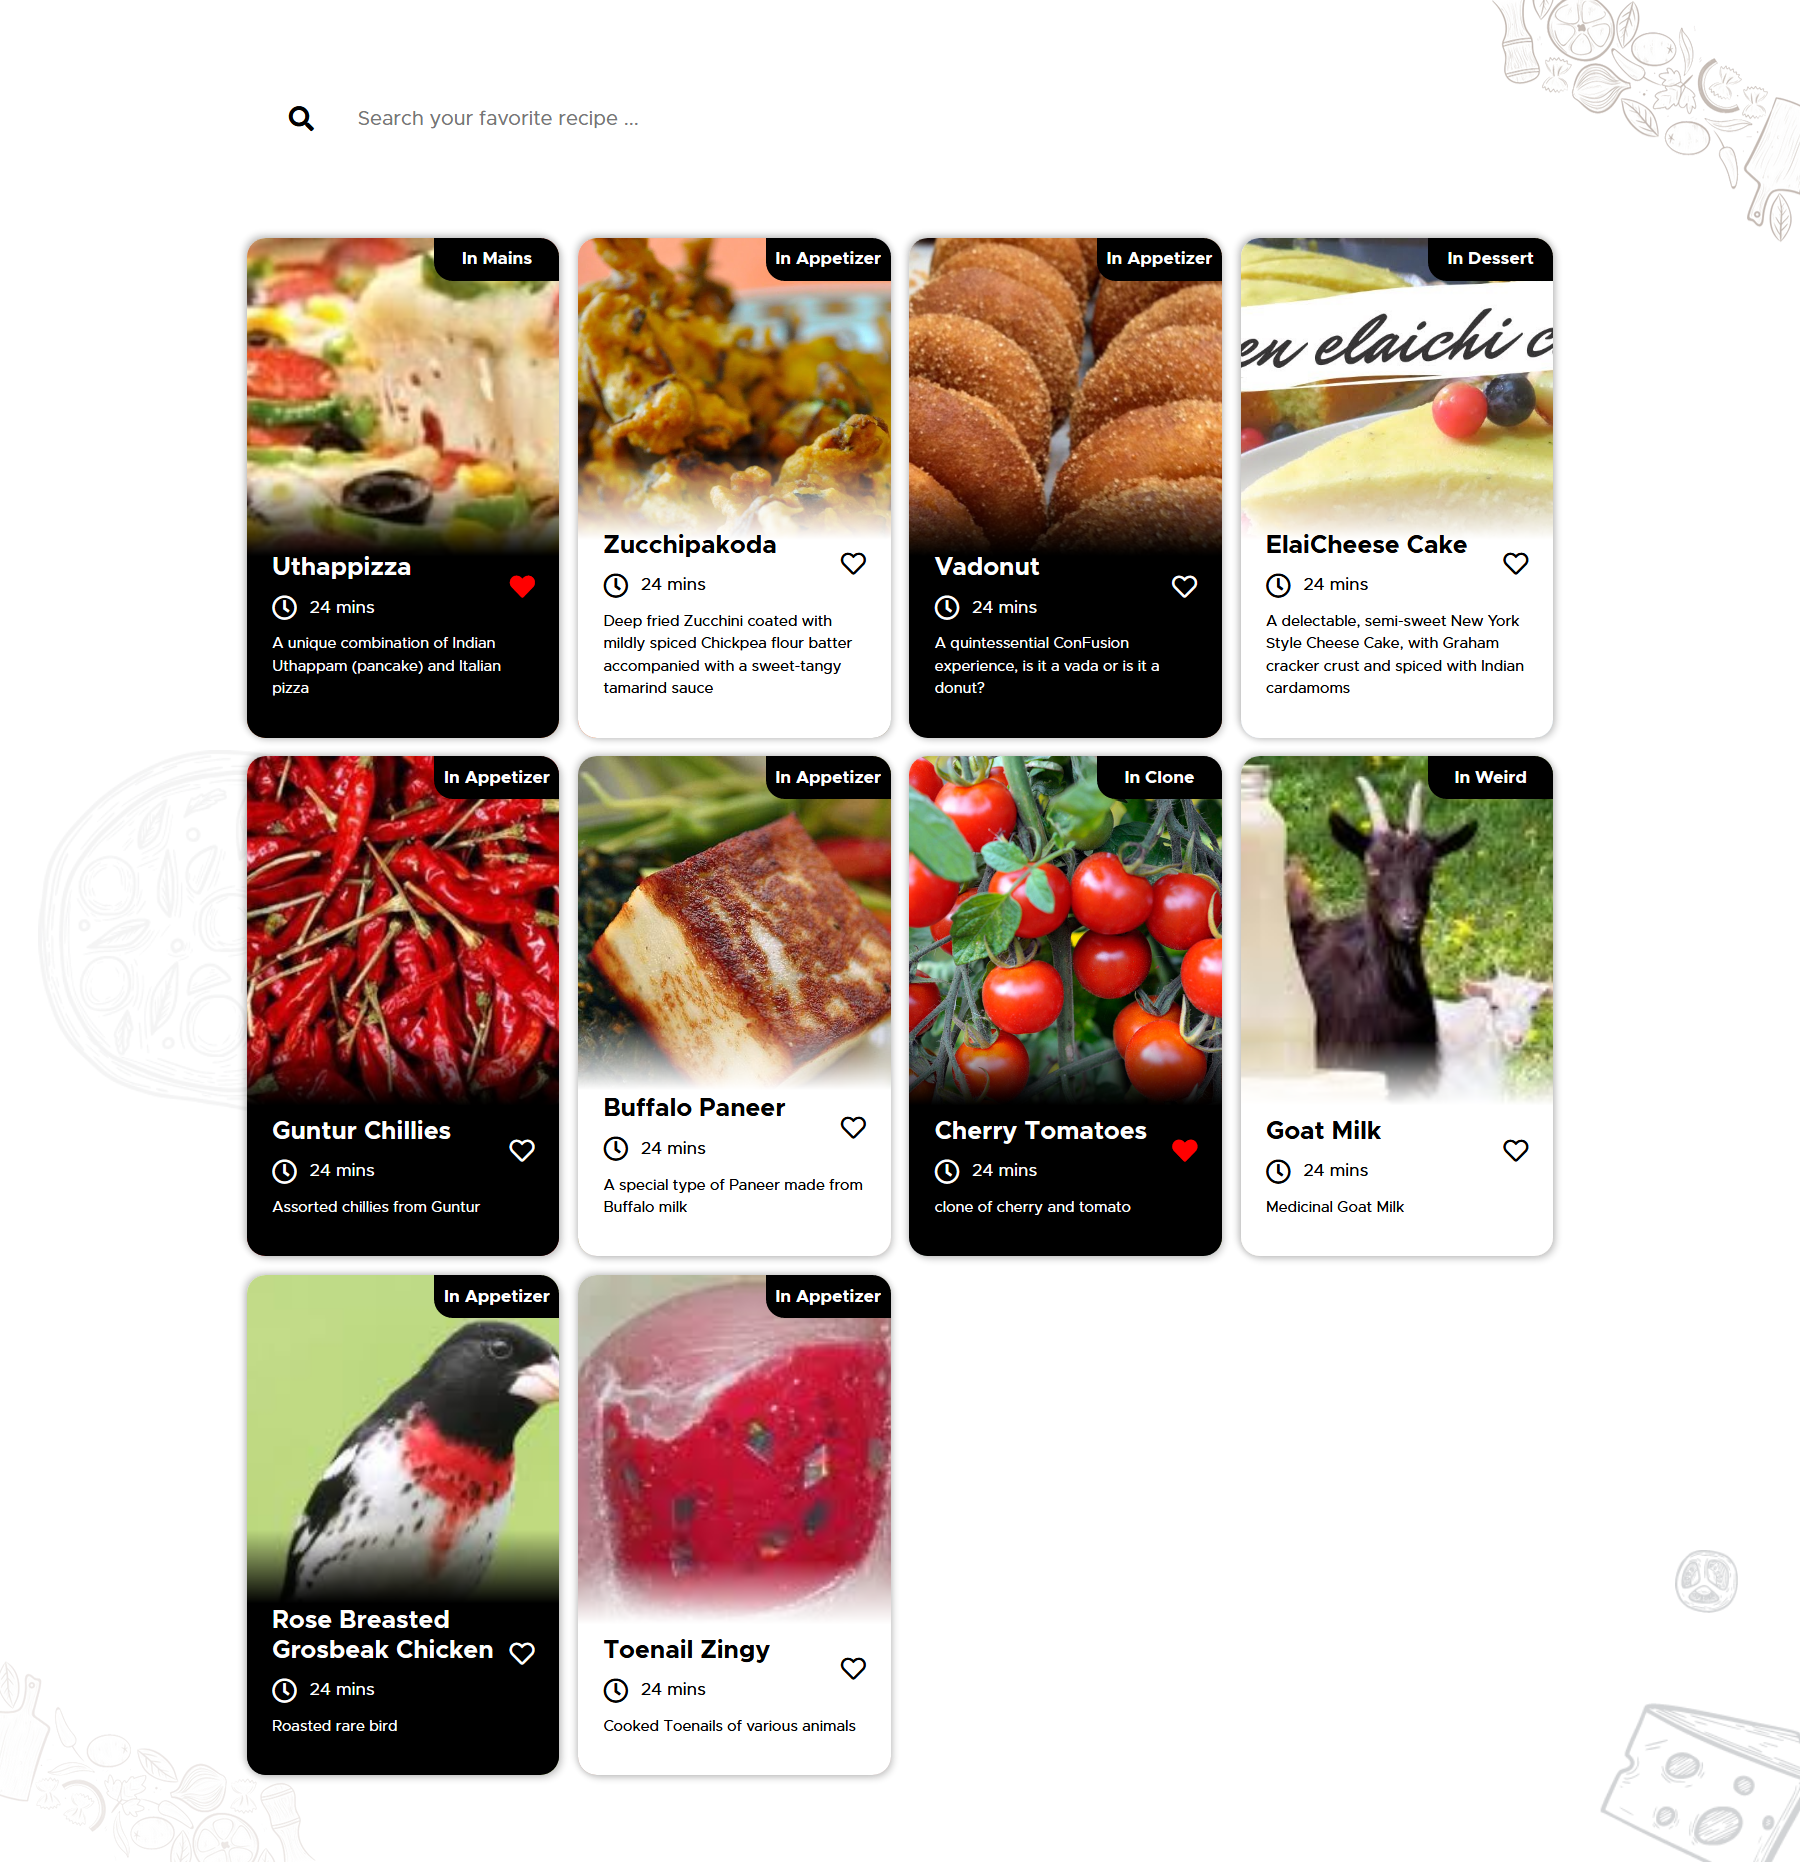 Search your favorite recipe ...
In Mains
Uthappizza
24 mins
A unique combination of Indian
Uthappam (pancake) and Italian
pizza
In Appetizer
Zucchipakoda
24 mins
Deep fried Zucchini coated with
mildly spiced Chickpea flour batter
accompanied with a sweet-tangy
tamarind sauce
In Appetizer
Vadonut
24 mins
A quintessential ConFusion
experience, is it a vada or is it a
donut?
In Dessert
en elaichi c
ElaiCheese Cake
24 mins
A delectable, semi-sweet New York
Style Cheese Cake, with Graham
cracker crust and spiced with Indian
cardamoms
In Appetizer
Guntur Chillies
24 mins
Assorted chillies from Guntur
In Appetizer
Buffalo Paneer
24 mins
A special type of Paneer made from
Buffalo milk
In Clone
Cherry Tomatoes
24 mins
clone of cherry and tomato
In Weird
Goat Milk
24 mins
Medicinal Goat Milk
In Appetizer
Rose Breasted
Grosbeak Chicken
24 mins
Roasted rare bird
In Appetizer
Toenail Zingy
24 mins
Cooked Toenails of various animals